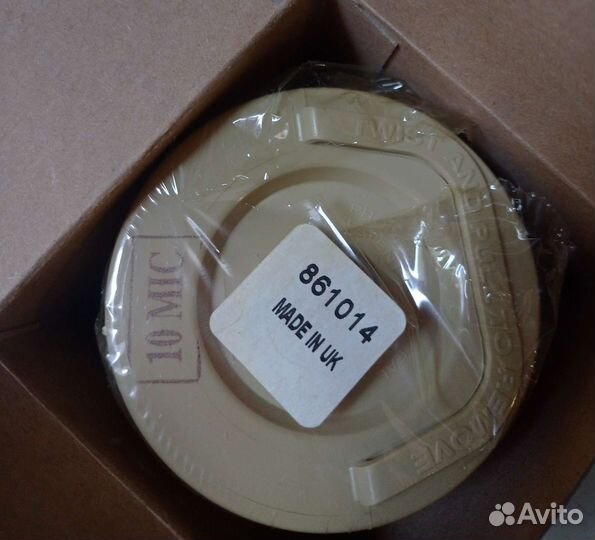 TWIST AND PULL TO REMOVE
10 MIC
861014
MADE IN UK
Avito